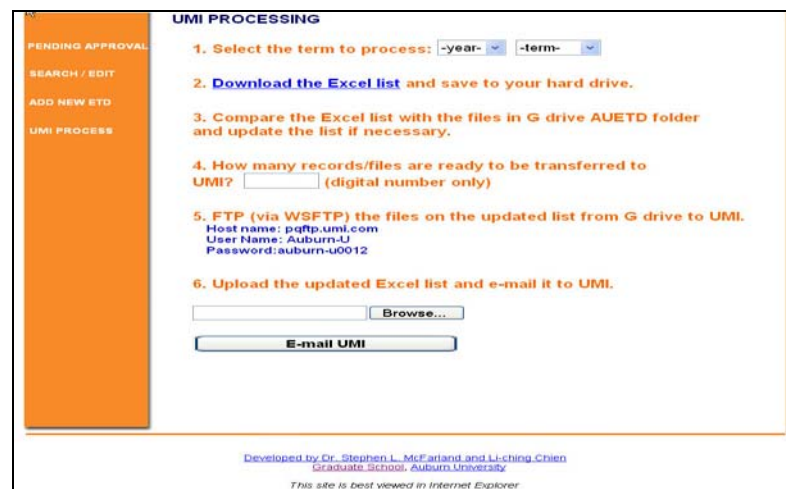 UMI PROCESSING
PENDING APPROVAL
SEARCH / EDIT
ADD NEW ETD
UMI PROCESS
1. Select the term to process: -year- -term-
2. Download the Excel list and save to your hard drive.
3. Compare the Excel list with the files in G drive AUETD folder
and update the list if necessary.
4. How many records/files are ready to be transferred to
UMI? (digital number only)
5. FTP (via WSFTP) the files on the updated list from G drive to UMI.
Host name: pqftp.umi.com
User Name: Auburn-U
Password:auburn-u0012
6. Upload the updated Excel list and e-mail it to UMI.
Browse...
E-mail UMI
Developed by Dr. Stephen L. McFarland and Li-ching Chien
Graduate School, Auburn University
This site is best viewed in Internet Explorer